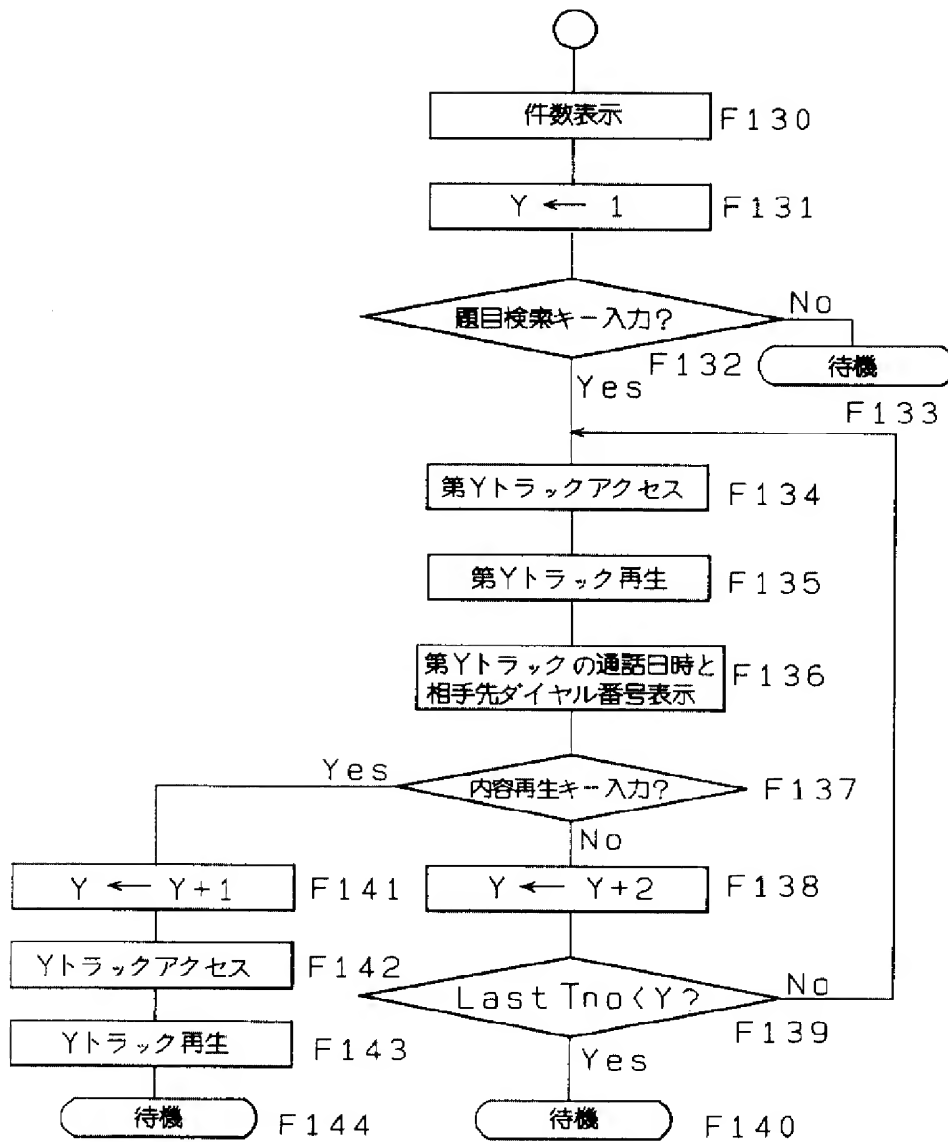 件数表示 F130
Y ← 1 F131
題目検索キー入力? No
F132 待機
Yes F133
第Yトラックアクセス F134
第Yトラック再生 F135
第Yトラックの通話日時と F136
相手先ダイヤル番号表示
Yes 内容再生キー入力? F137
No
Y ← Y+1 F141 Y ← Y+2 F138
Yトラックアクセス F142
Last Tno<Y? No
F139
Yトラック再生 F143 Yes
待機 F144 待機 F140